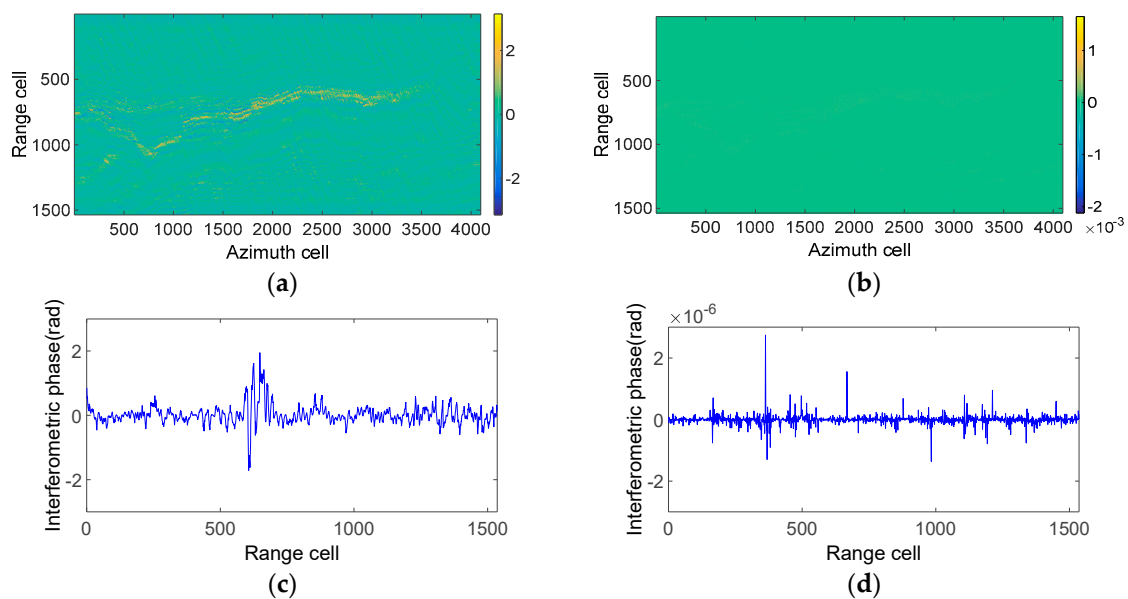 2
0
-2
500
1000
1500
Range cell
500 1000 1500 2000 2500 3000 3500 4000
Azimuth cell
(a)
1
0
-1
-2
×10-3
500
1000
1500
Range cell
500 1000 1500 2000 2500 3000 3500 4000
Azimuth cell
(b)
Interferometric phase(rad)
2
0
-2
0 500 1000 1500
Range cell
(c)
×10-6
Interferometric phase(rad)
2
0
-2
0 500 1000 1500
Range cell
(d)